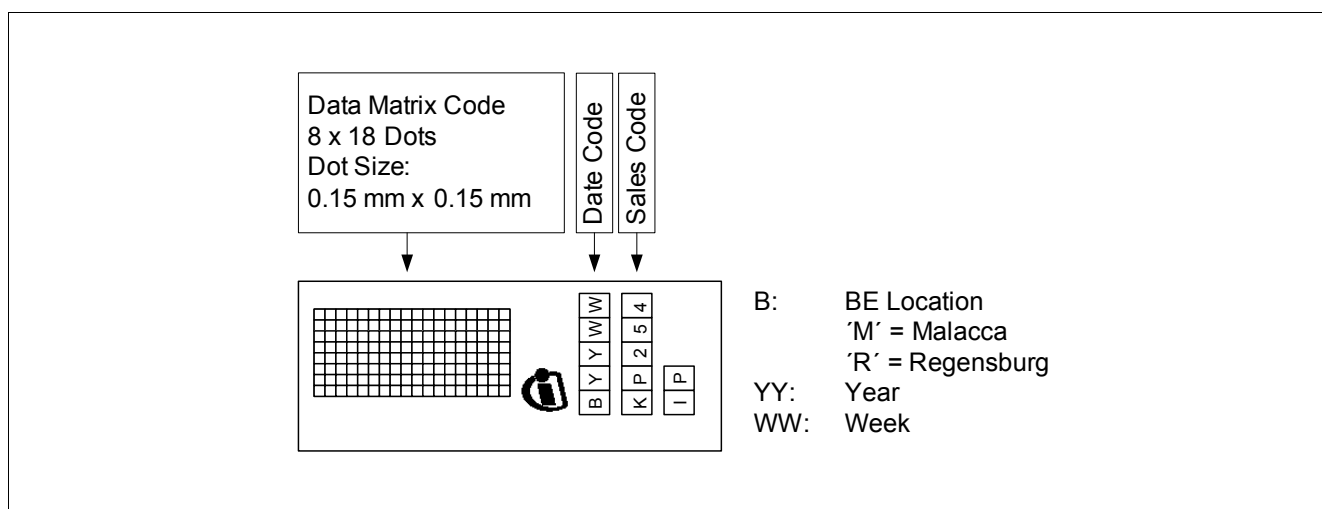 Data Matrix Code
8 x 18 Dots
Dot Size:
0.15 mm x 0.15 mm
Date Code
Sales Code
BYYWW
KP254
IP
B: BE Location
´M´ = Malacca
´R´ = Regensburg
YY: Year
WW: Week